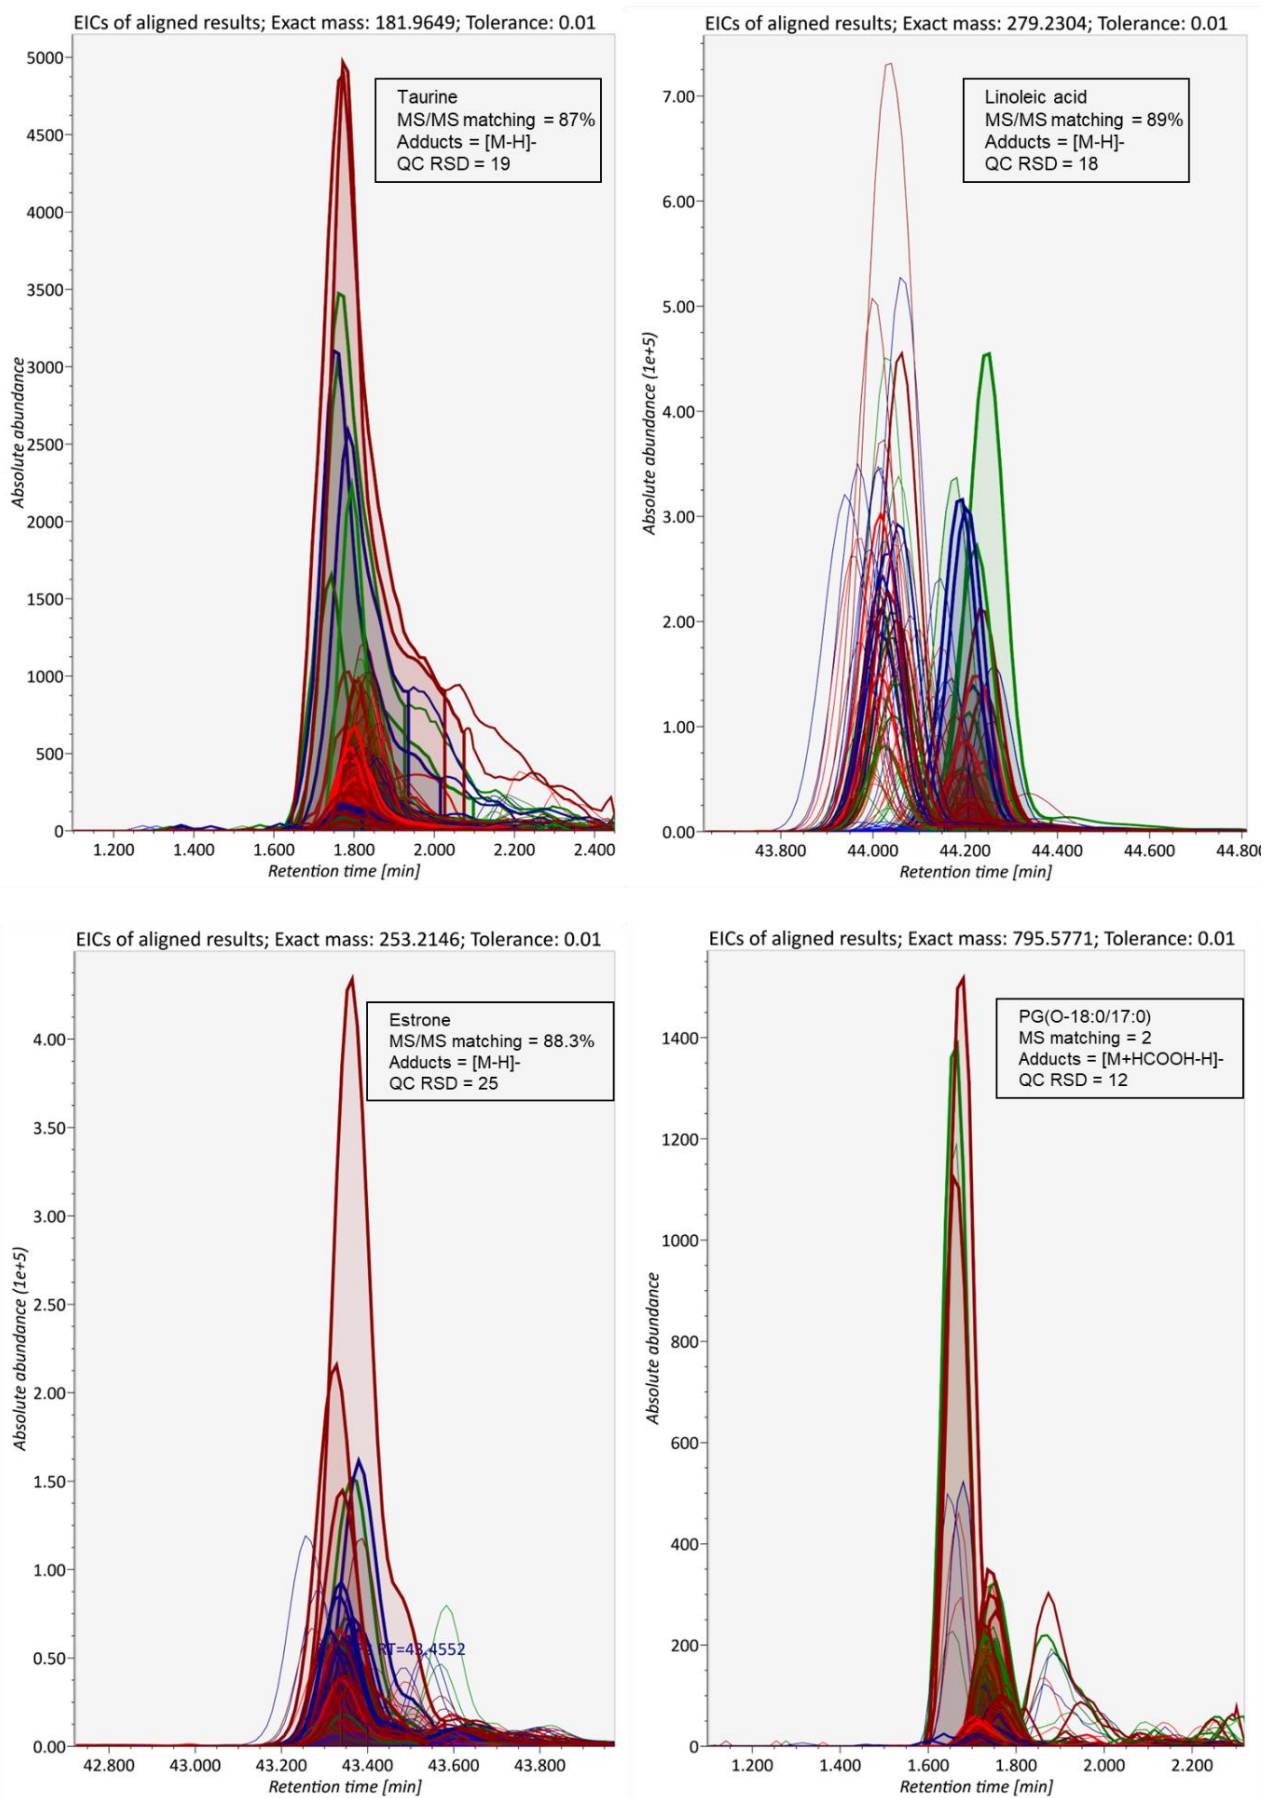 EICs of aligned results; Exact mass: 181.9649; Tolerance: 0.01
Taurine
MS/MS matching = 87%
Adducts = [M-H]-
QC RSD = 19
5000
4500
4000
3500
3000
2500
2000
1500
1000
500
0
Absolute abundance
1.200 1.400 1.600 1.800 2.000 2.200 2.400
Retention time [min]
EICs of aligned results; Exact mass: 279.2304; Tolerance: 0.01
Linoleic acid
MS/MS matching = 89%
Adducts = [M-H]-
QC RSD = 18
7.00
6.00
5.00
4.00
3.00
2.00
1.00
0.00
Absolute abundance (1e+5)
43.800 44.000 44.200 44.400 44.600 44.800
Retention time [min]
EICs of aligned results; Exact mass: 253.2146; Tolerance: 0.01
Estrone
MS/MS matching = 88.3%
Adducts = [M-H]-
QC RSD = 25
4.00
3.50
3.00
2.50
2.00
1.50
1.00
0.50
0.00
Absolute abundance (1e+5)
RT=43.4552
42.800 43.000 43.200 43.400 43.600 43.800
Retention time [min]
EICs of aligned results; Exact mass: 795.5771; Tolerance: 0.01
PG(O-18:0/17:0)
MS matching = 2
Adducts = [M+HCOOH-H]-
QC RSD = 12
1400
1200
1000
800
600
400
200
0
Absolute abundance
1.200 1.400 1.600 1.800 2.000 2.200
Retention time [min]